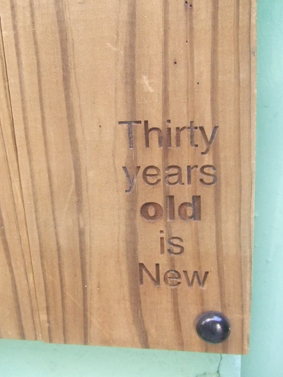 Thirty
years
old
is
New